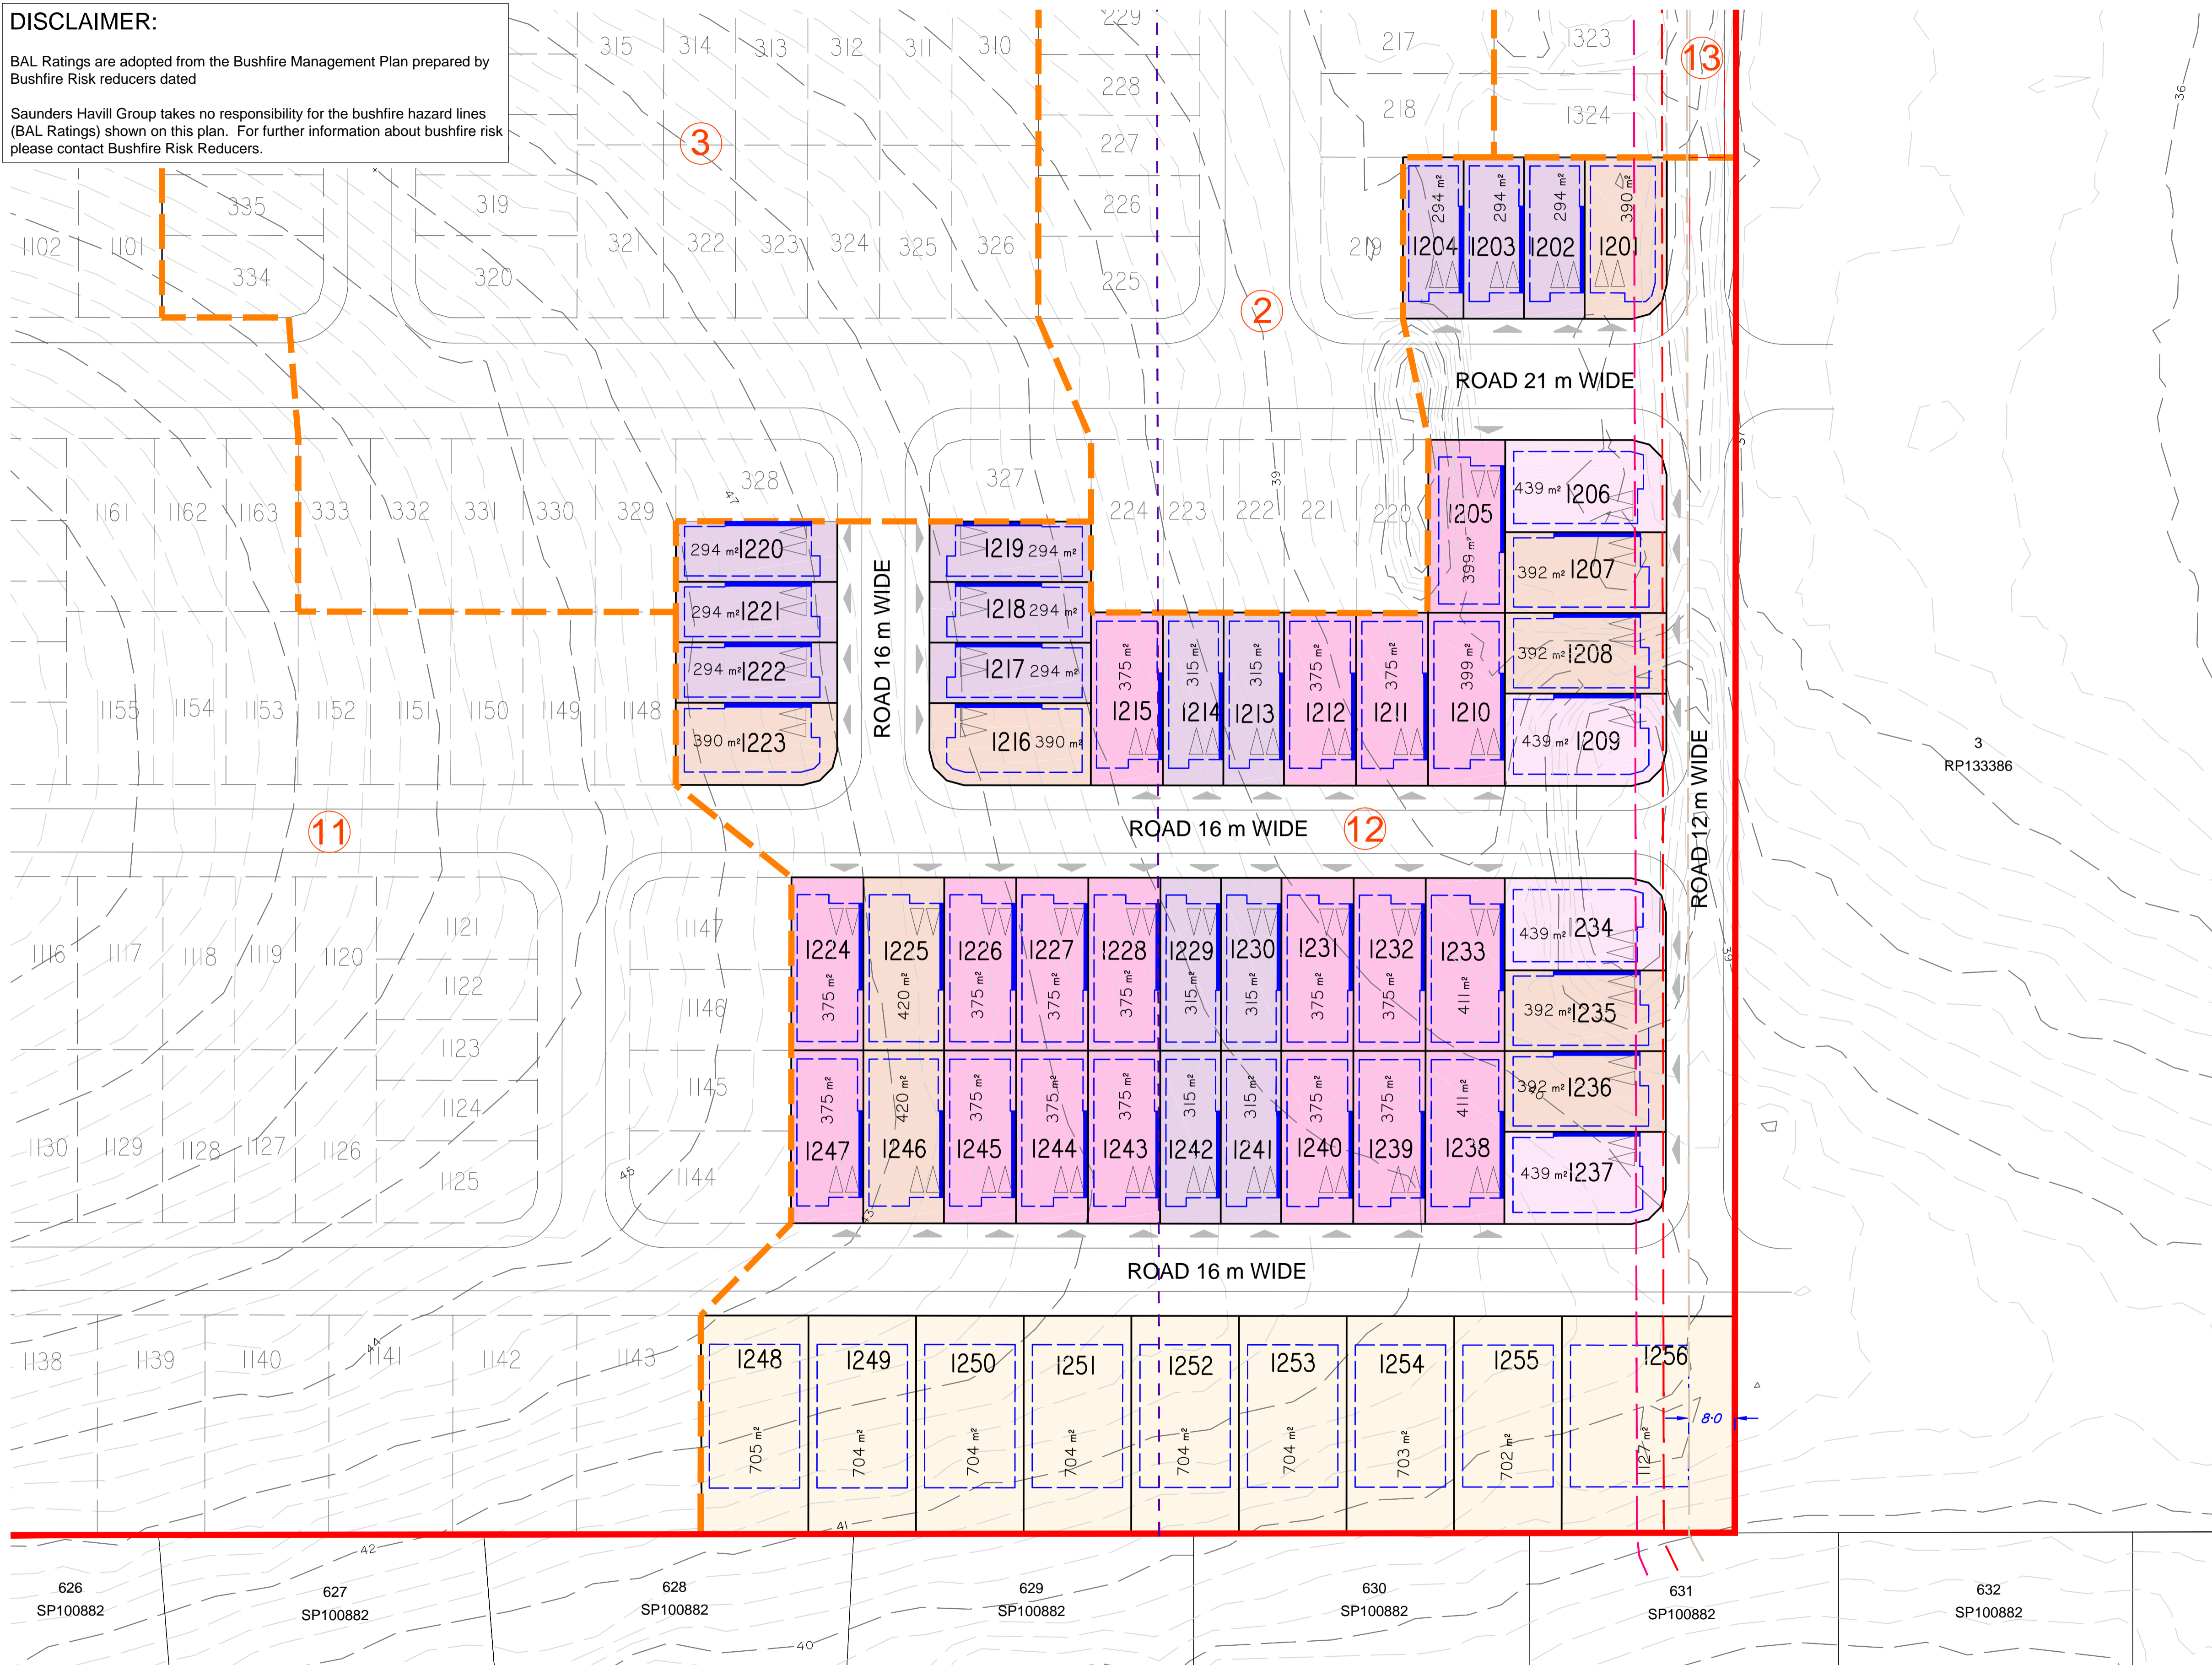 DISCLAIMER:
BAL Ratings are adopted from the Bushfire Management Plan prepared by
Bushfire Risk reducers dated
Saunders Havill Group takes no responsibility for the bushfire hazard lines
(BAL Ratings) shown on this plan. For further information about bushfire risk
please contact Bushfire Risk Reducers.
315 314 313 312 311 310
229
228
227
226
225
217
218
219
1323
1324
13
36
3
335
334
1102 1101
319
320
321 322 323 324 325 326
2
294 m² 294 m² 294 m² 390 m²
1204 1203 1202 1201
ROAD 21 m WIDE
37
328
47
327
1161 1162 1163 333 332 331 330 329
224 223 222 221 220
39
1205
399 m²
439 m² 1206
392 m² 1207
392 m² 1208
439 m² 1209
294 m² 1220
294 m² 1221
294 m² 1222
390 m² 1223
ROAD 16 m WIDE
1219 294 m²
1218 294 m²
1217 294 m²
1216 390 m²
375 m² 315 m² 315 m² 375 m² 375 m² 399 m²
1215 1214 1213 1212 1211 1210
1155 1154 1153 1152 1151 1150 1149 1148
ROAD 12 m WIDE
3
RP133386
11
ROAD 16 m WIDE
12
1116 1117 1118 1119 1120
1121
1122
1123
1124
1125
1147
1146
1145
1144
1224 1225 1226 1227 1228 1229 1230 1231 1232 1233
375 m² 420 m² 375 m² 375 m² 375 m² 315 m² 315 m² 375 m² 375 m² 411 m²
439 m² 1234
392 m² 1235
392 m² 1236
439 m² 1237
39
40
375 m² 420 m² 375 m² 375 m² 375 m² 315 m² 315 m² 375 m² 375 m² 411 m²
1247 1246 1245 1244 1243 1242 1241 1240 1239 1238
1130 1129 1128 1127 1126
45
43
ROAD 16 m WIDE
1138 1139 1140 1141 1142 1143
44
1248 1249 1250 1251 1252 1253 1254 1255 1256
705 m² 704 m² 704 m² 704 m² 704 m² 704 m² 703 m² 702 m² 1127 m²
8·0
41
42
40
626
SP100882
627
SP100882
628
SP100882
629
SP100882
630
SP100882
631
SP100882
632
SP100882